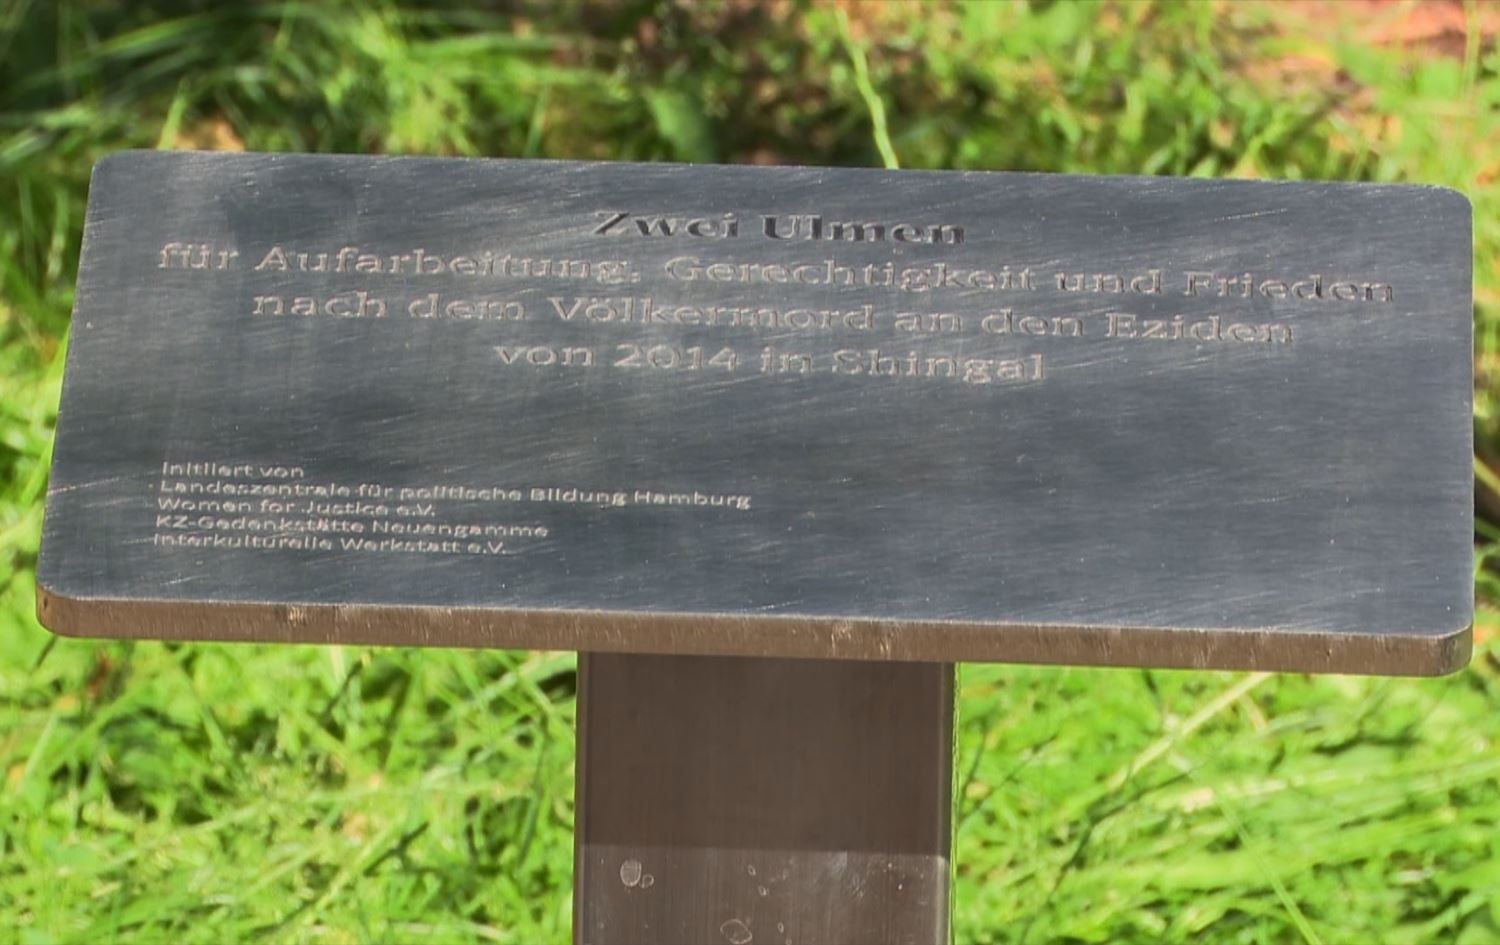 Zwei Ulmen
für Aufarbeitung, Gerechtigkeit und Frieden
nach dem Völkermord an den Eziden
von 2014 in Shingal
Initiiert von
Landeszentrale für politische Bildung Hamburg
Women for Justice e.V.
KZ-Gedenkstätte Neuengamme
Interkulturelle Werkstatt e.V.